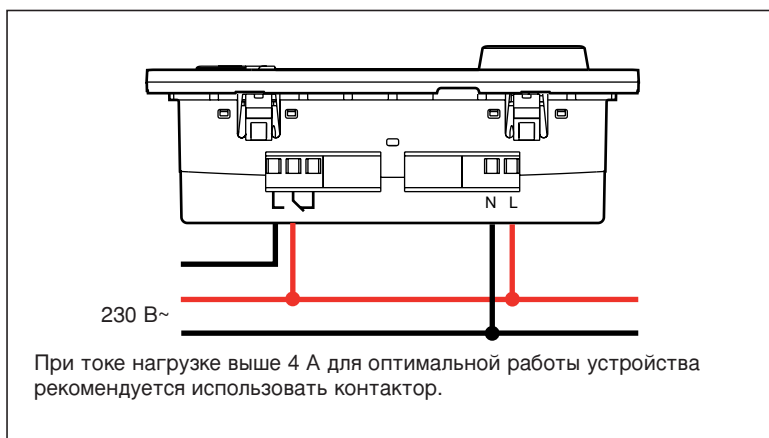 N L
230 В~
При токе нагрузке выше 4 А для оптимальной работы устройства
рекомендуется использовать контактор.